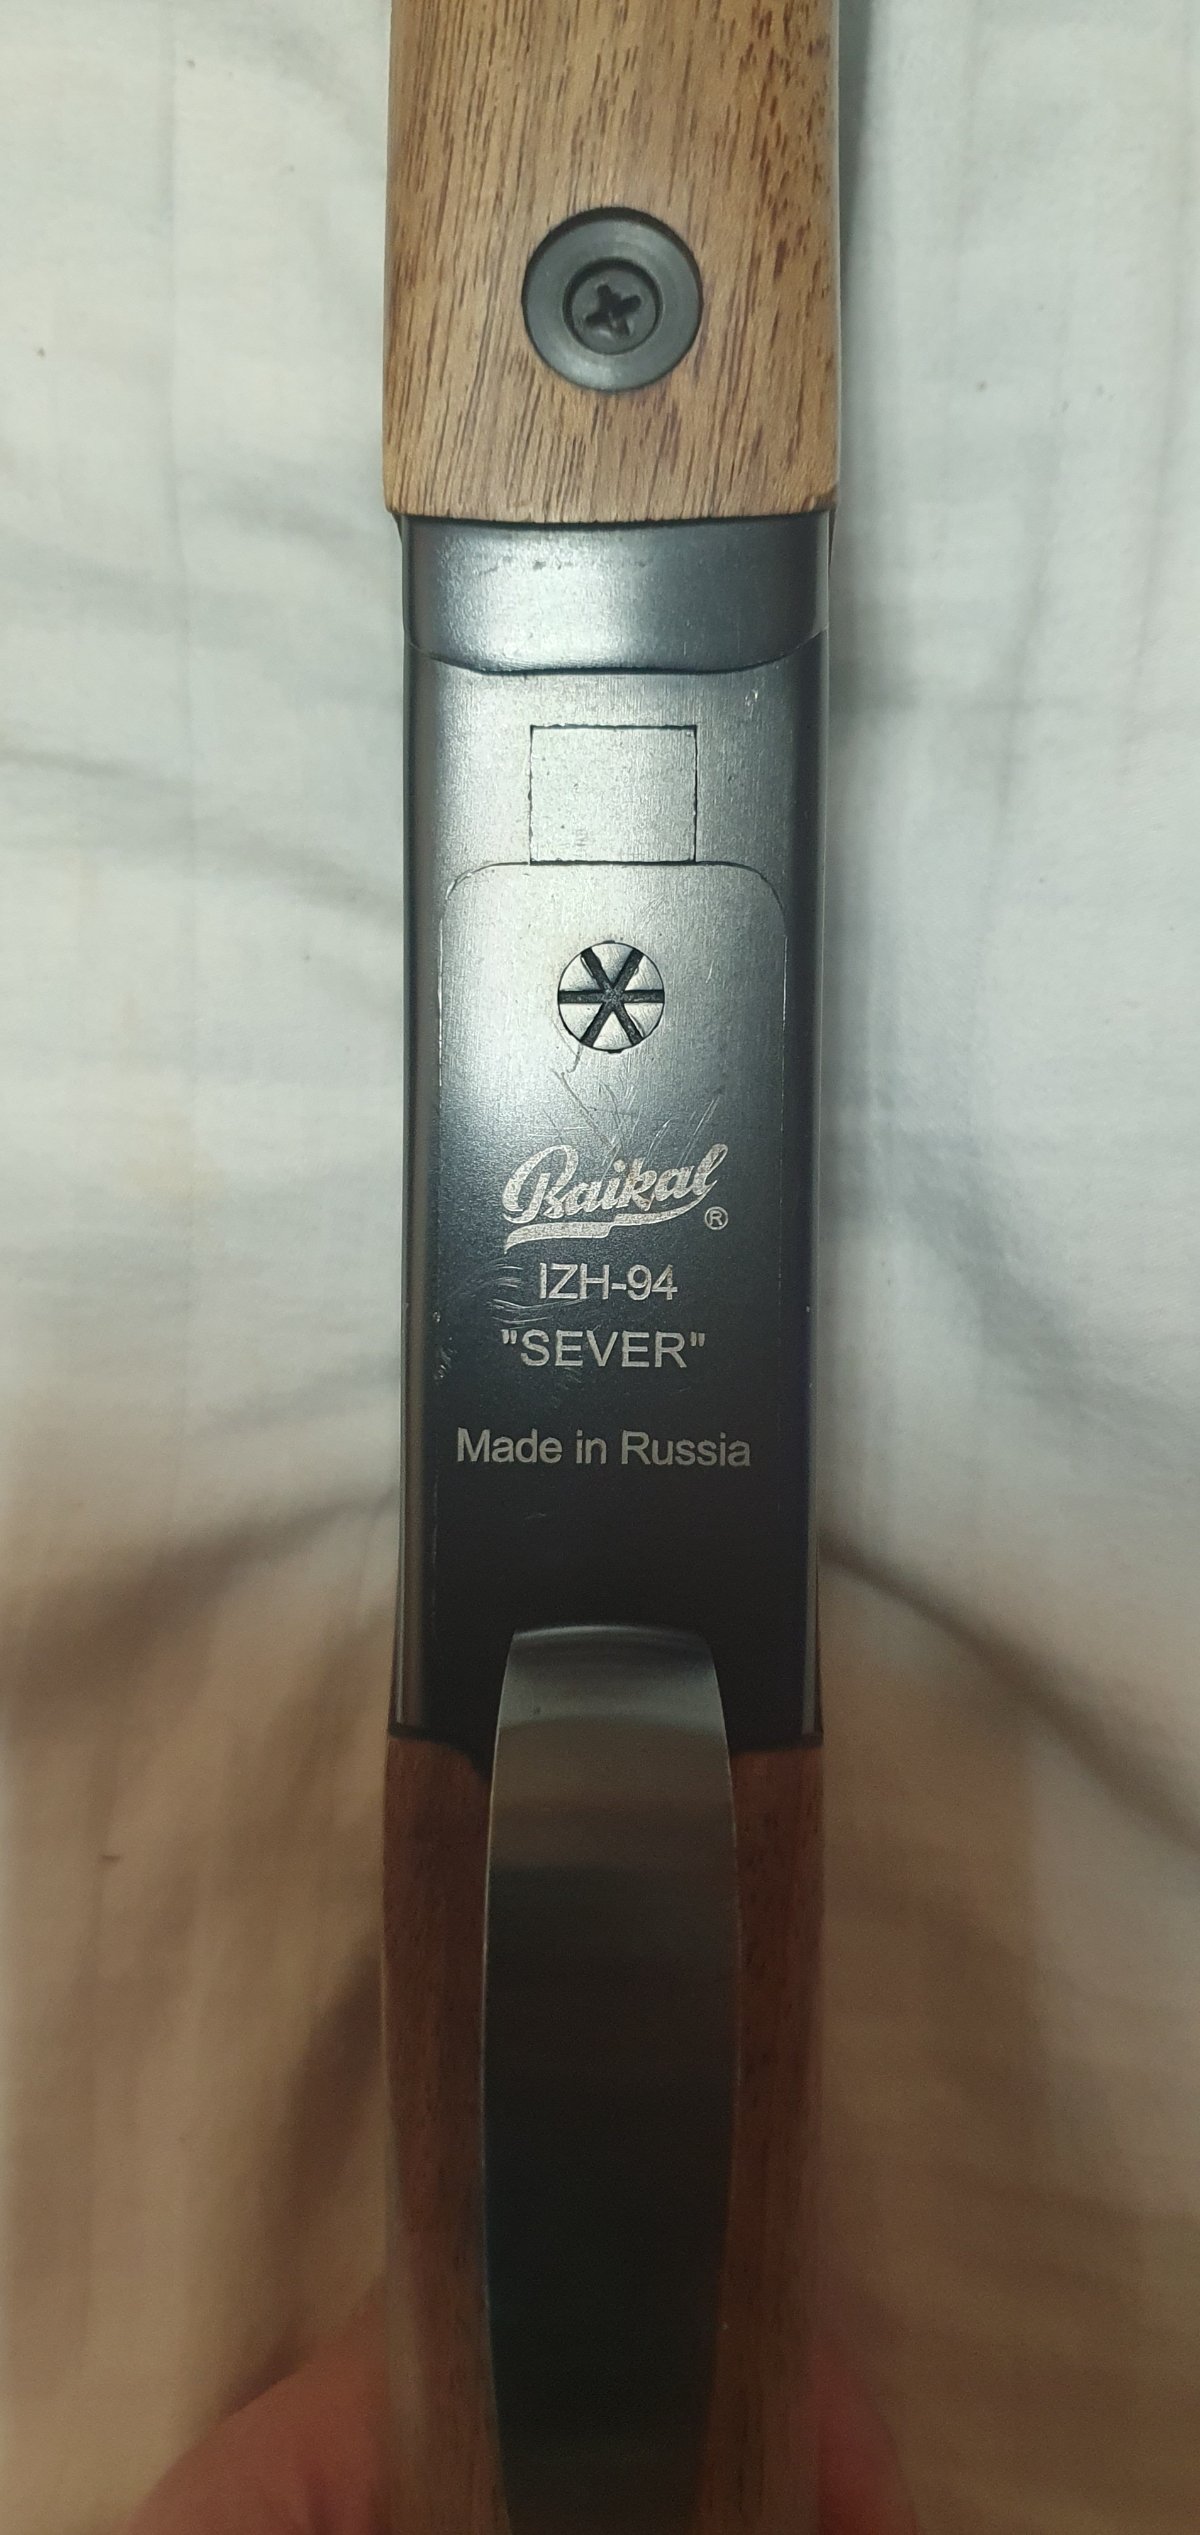 Baikal ®
IZH-94
"SEVER"
Made in Russia